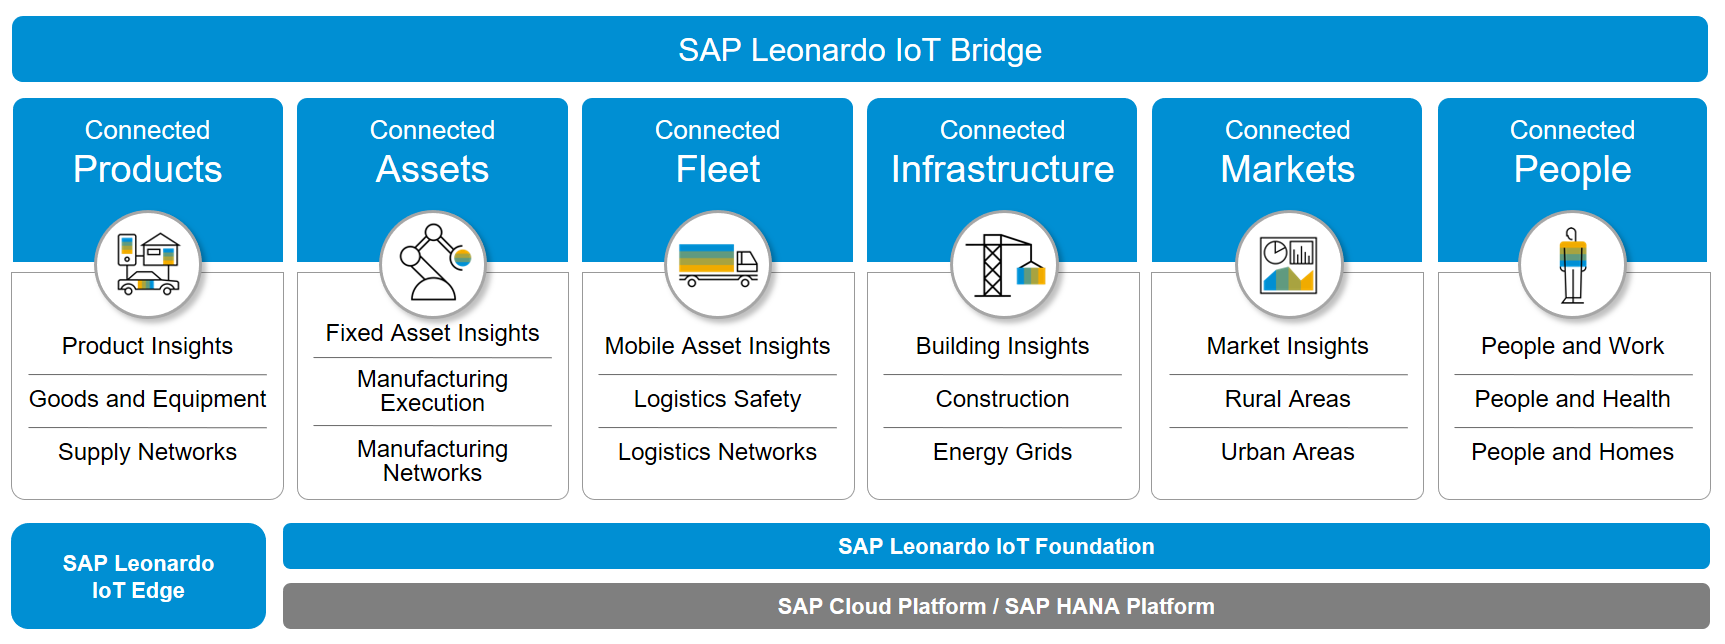 SAP Leonardo IoT Bridge
Connected
Products
Product Insights
Goods and Equipment
Supply Networks
Connected
Assets
Fixed Asset Insights
Manufacturing
Execution
Manufacturing
Networks
Connected
Fleet
Mobile Asset Insights
Logistics Safety
Logistics Networks
Connected
Infrastructure
Building Insights
Construction
Energy Grids
Connected
Markets
Market Insights
Rural Areas
Urban Areas
Connected
People
People and Work
People and Health
People and Homes
SAP Leonardo
IoT Edge
SAP Leonardo IoT Foundation
SAP Cloud Platform / SAP HANA Platform